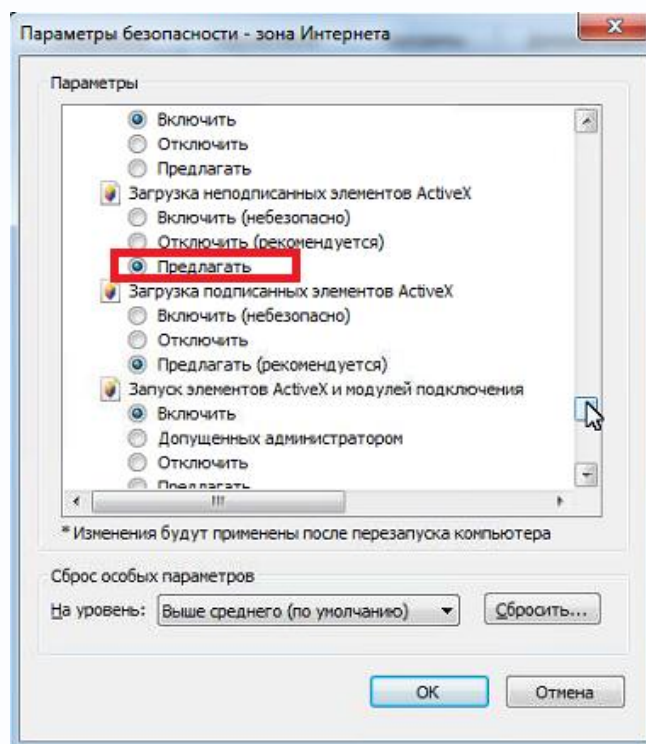 Параметры безопасности - зона Интернета
Параметры
Включить
Отключить
Предлагать
Загрузка неподписанных элементов ActiveX
Включить (небезопасно)
Отключить (рекомендуется)
Предлагать
Загрузка подписанных элементов ActiveX
Включить (небезопасно)
Отключить
Предлагать (рекомендуется)
Запуск элементов ActiveX и модулей подключения
Включить
Допущенных администратором
Отключить
Предлагать
*Изменения будут применены после перезапуска компьютера
Сброс особых параметров
На уровень: Выше среднего (по умолчанию) Сбросить...
OK Отмена